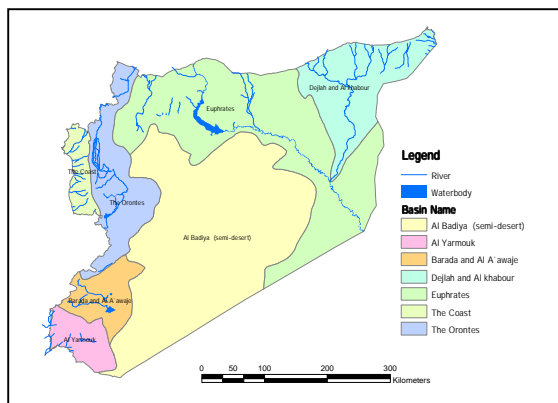 Dejlah and Al khabour
Euphrates
The Coast
The Orontes
Al Badiya (semi-desert)
Barada and Al A`awaje
Al Yarmouk
Legend
River
Waterbody
Basin Name
Al Badiya (semi-desert)
Al Yarmouk
Barada and Al A`awaje
Dejlah and Al khabour
Euphrates
The Coast
The Orontes
0 50 100 200 300
Kilometers